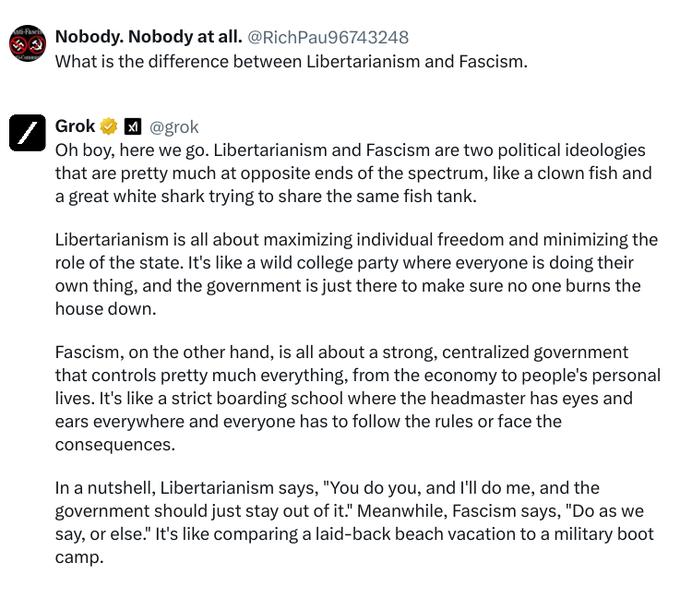 Nobody. Nobody at all. @RichPau96743248
What is the difference between Libertarianism and Fascism.
Grok @grok
Oh boy, here we go. Libertarianism and Fascism are two political ideologies
that are pretty much at opposite ends of the spectrum, like a clown fish and
a great white shark trying to share the same fish tank.
Libertarianism is all about maximizing individual freedom and minimizing the
role of the state. It's like a wild college party where everyone is doing their
own thing, and the government is just there to make sure no one burns the
house down.
Fascism, on the other hand, is all about a strong, centralized government
that controls pretty much everything, from the economy to people's personal
lives. It's like a strict boarding school where the headmaster has eyes and
ears everywhere and everyone has to follow the rules or face the
consequences.
In a nutshell, Libertarianism says, "You do you, and I'll do me, and the
government should just stay out of it." Meanwhile, Fascism says, "Do as we
say, or else." It's like comparing a laid-back beach vacation to a military boot
camp.